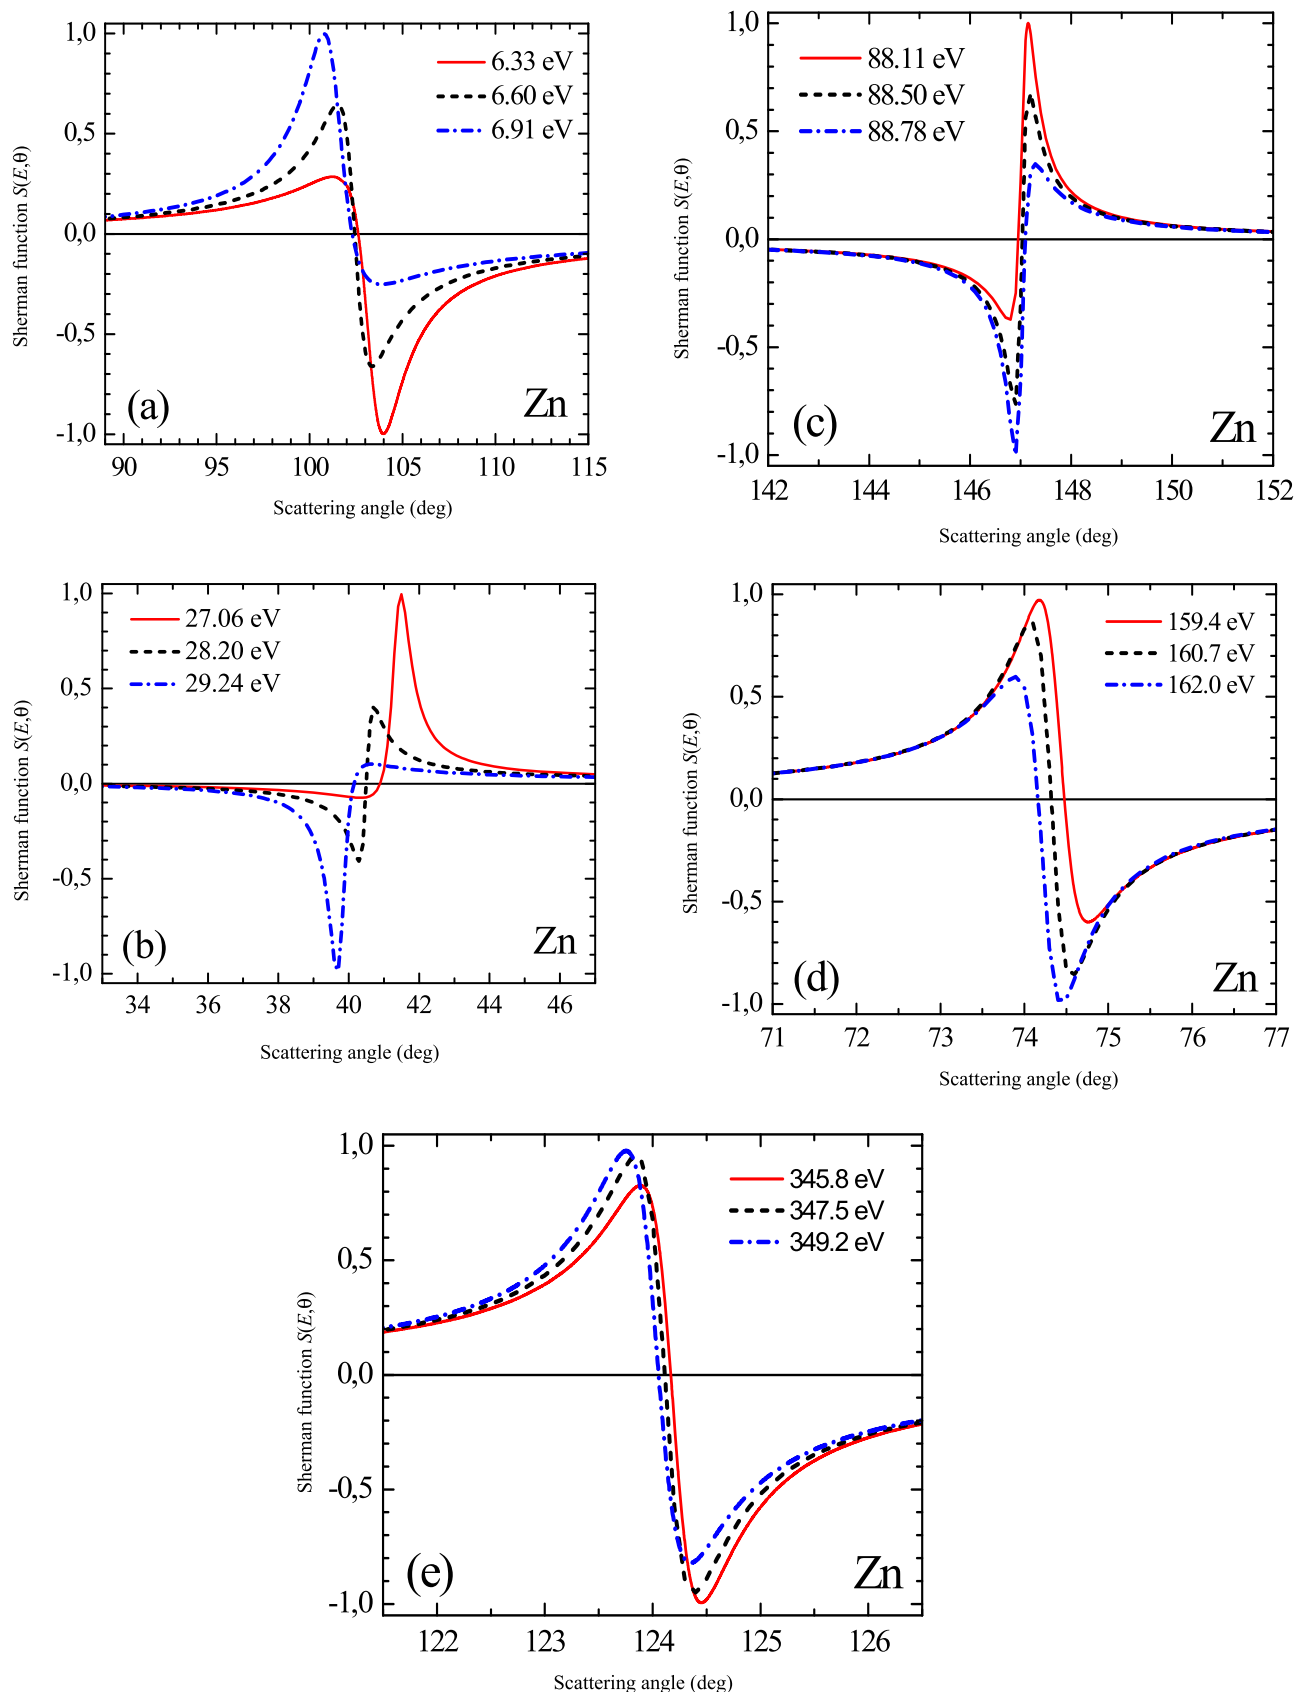 1,0
0,5
0,0
-0,5
-1,0
Sherman function S(E,θ)
6.33 eV
6.60 eV
6.91 eV
(a)
Zn
90 95 100 105 110 115
Scattering angle (deg)
1,0
0,5
0,0
-0,5
-1,0
Sherman function S(E,θ)
88.11 eV
88.50 eV
88.78 eV
(c)
Zn
142 144 146 148 150 152
Scattering angle (deg)
1,0
0,5
0,0
-0,5
-1,0
Sherman function S(E,θ)
27.06 eV
28.20 eV
29.24 eV
(b)
Zn
34 36 38 40 42 44 46
Scattering angle (deg)
1,0
0,5
0,0
-0,5
-1,0
Sherman function S(E,θ)
159.4 eV
160.7 eV
162.0 eV
(d)
Zn
71 72 73 74 75 76 77
Scattering angle (deg)
1,0
0,5
0,0
-0,5
-1,0
Sherman function S(E,θ)
345.8 eV
347.5 eV
349.2 eV
(e)
Zn
122 123 124 125 126
Scattering angle (deg)